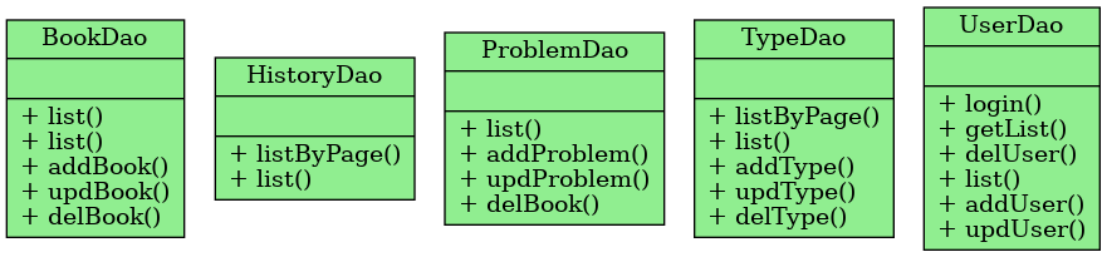 BookDao
+ list()
+ list()
+ addBook()
+ updBook()
+ delBook()
HistoryDao
+ listByPage()
+ list()
ProblemDao
+ list()
+ addProblem()
+ updProblem()
+ delBook()
TypeDao
+ listByPage()
+ list()
+ addType()
+ updType()
+ delType()
UserDao
+ login()
+ getList()
+ delUser()
+ list()
+ addUser()
+ updUser()